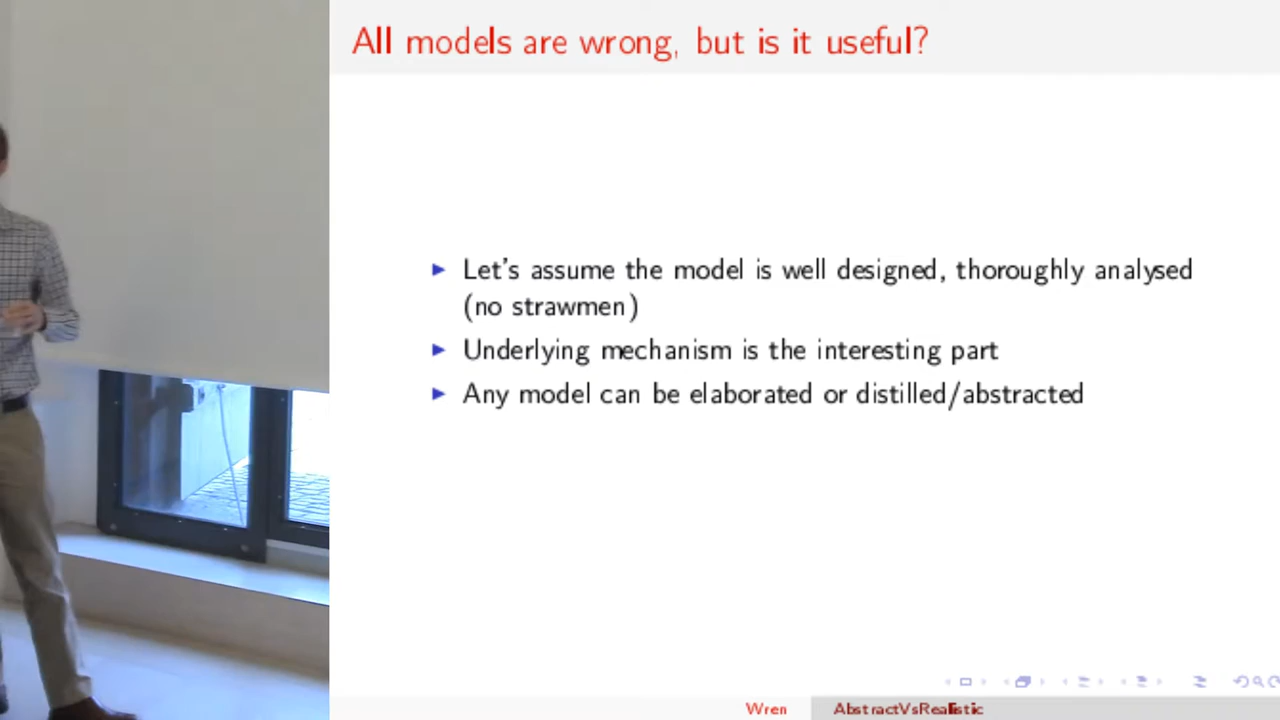 All models are wrong, but is it useful?
Let's assume the model is well designed, thoroughly analysed
(no strawmen)
Underlying mechanism is the interesting part
Any model can be elaborated or distilled/abstracted
Wren
AbstractVsRealistic